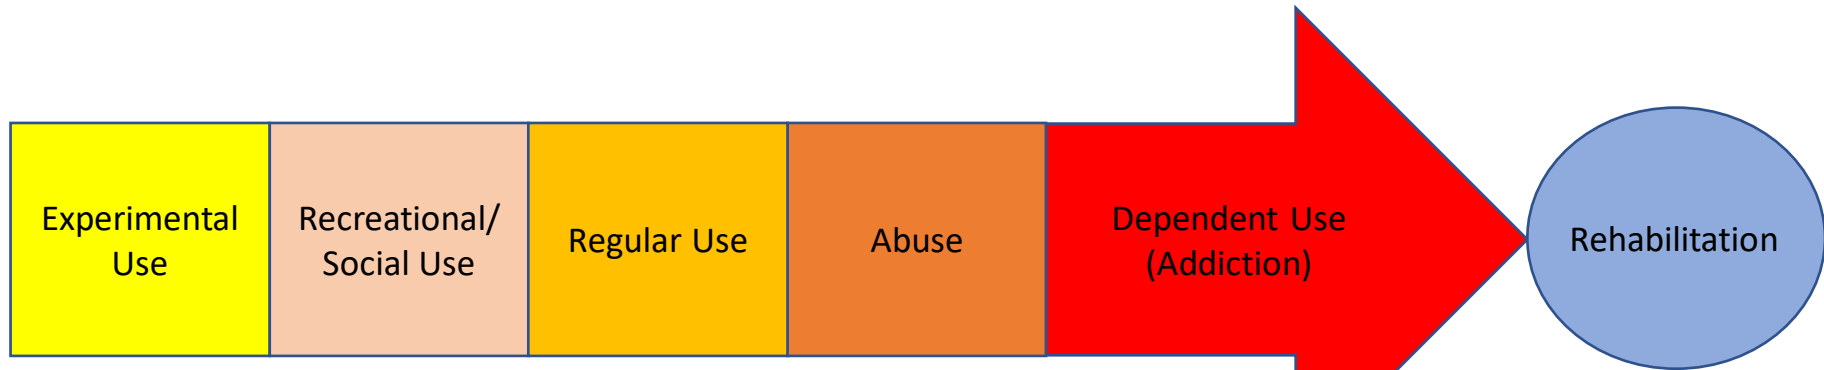 Experimental
Use
Recreational/
Social Use
Regular Use
Abuse
Dependent Use
(Addiction)
Rehabilitation